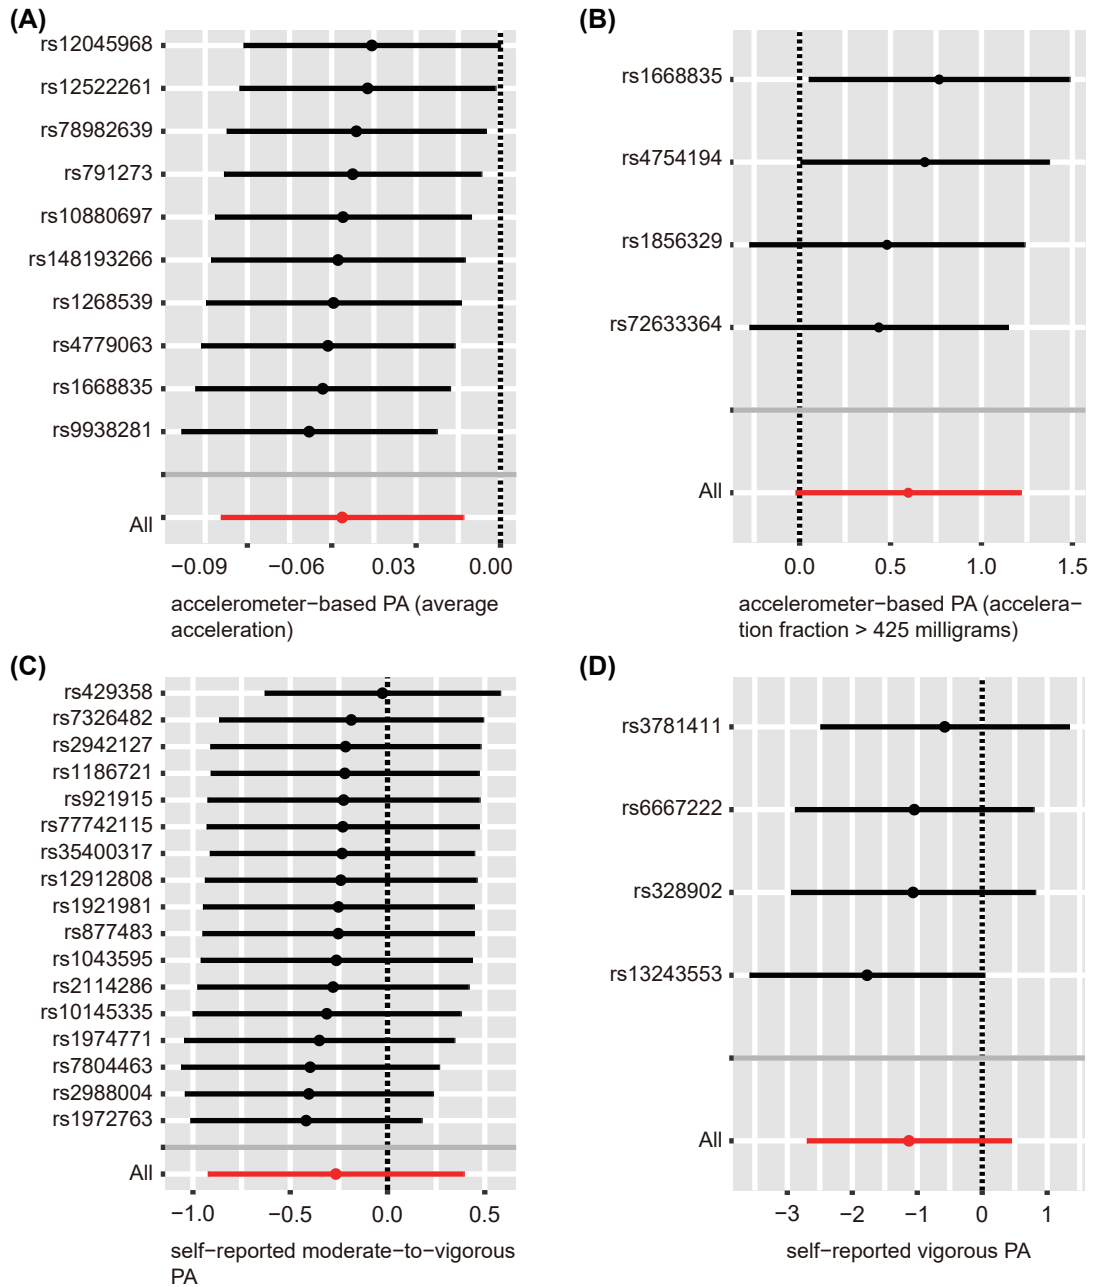 (A)
rs12045968
rs12522261
rs78982639
rs791273
rs10880697
rs148193266
rs1268539
rs4779063
rs1668835
rs9938281
All
−0.09 −0.06 0.03 0.00
accelerometer−based PA (average
acceleration)
(B)
rs1668835
rs4754194
rs1856329
rs72633364
All
0.0 0.5 1.0 1.5
accelerometer−based PA (accelera−
tion fraction > 425 milligrams)
(C)
rs429358
rs7326482
rs2942127
rs1186721
rs921915
rs77742115
rs35400317
rs12912808
rs1921981
rs877483
rs1043595
rs2114286
rs10145335
rs1974771
rs7804463
rs2988004
rs1972763
All
−1.0 −0.5 0.0 0.5
self−reported moderate−to−vigorous
PA
(D)
rs3781411
rs6667222
rs328902
rs13243553
All
−3 −2 −1 0 1
self−reported vigorous PA